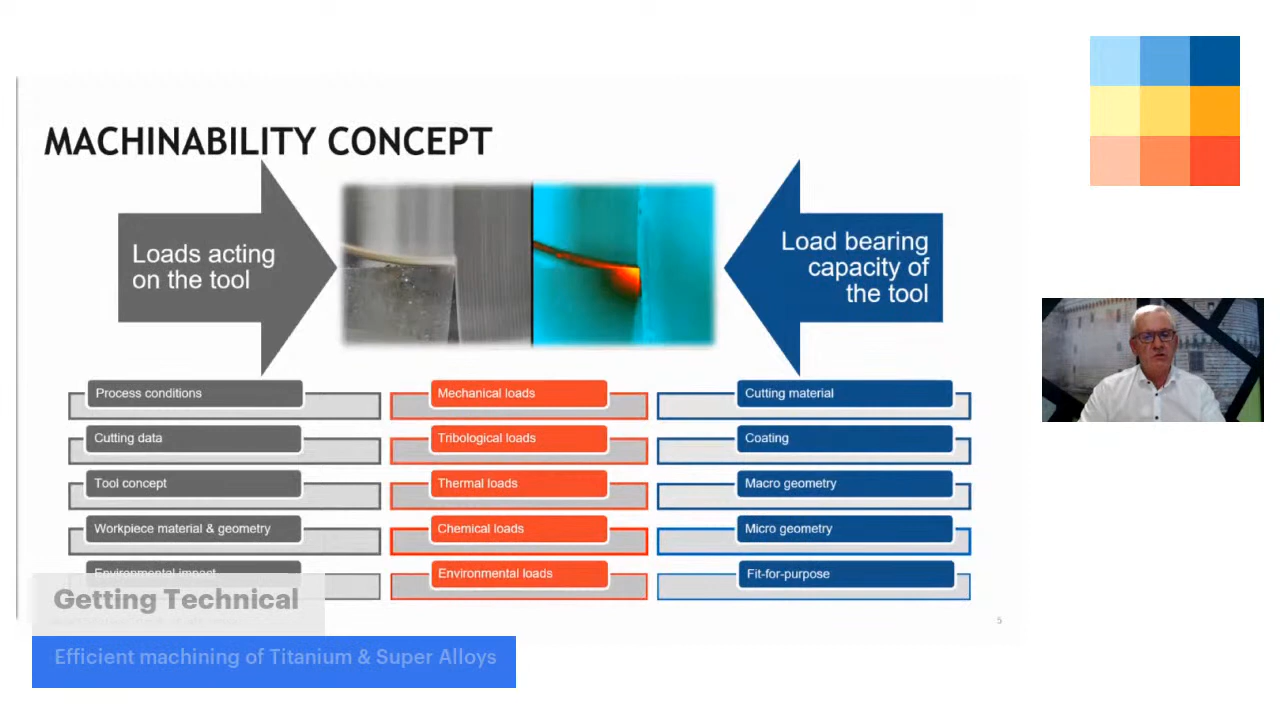 MACHINABILITY CONCEPT
Loads acting
on the tool
Load bearing
capacity of
the tool
Process conditions
Mechanical loads
Cutting material
Cutting data
Tribological loads
Coating
Tool concept
Thermal loads
Macro geometry
Workpiece material & geometry
Chemical loads
Micro geometry
Environmental impact
Environmental loads
Fit-for-purpose
Getting Technical
5
Efficient machining of Titanium & Super Alloys